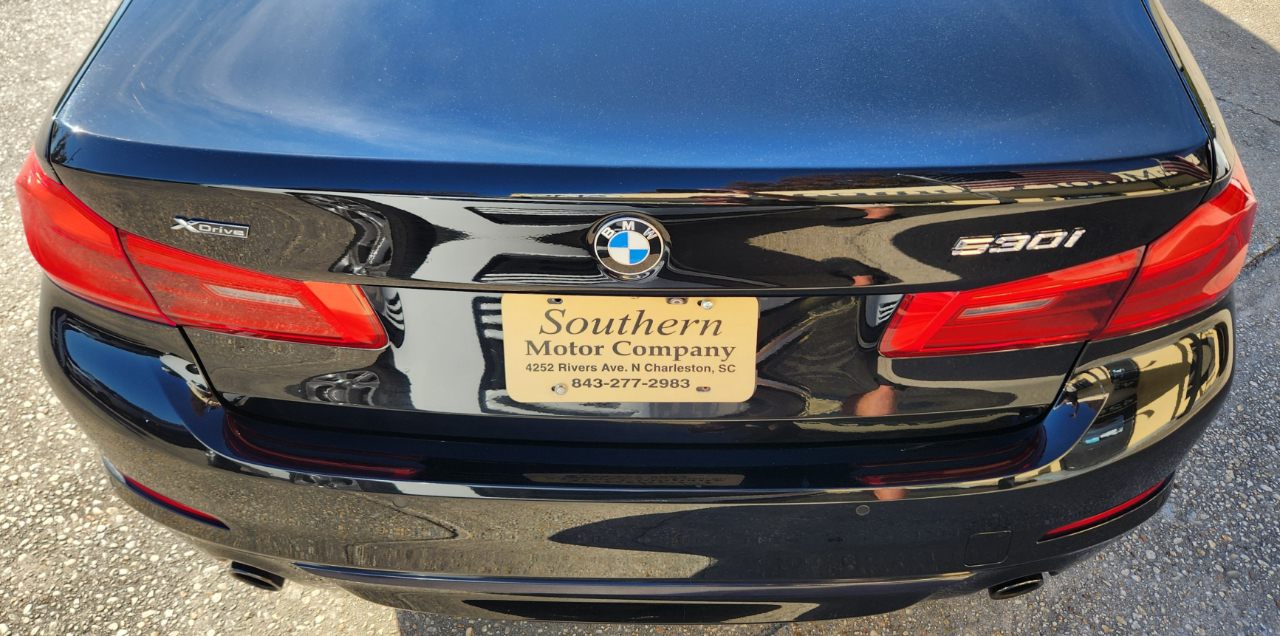 xDrive
BMW
530i
Southern
Motor Company
4252 Rivers Ave. N Charleston, SC
843-277-2983